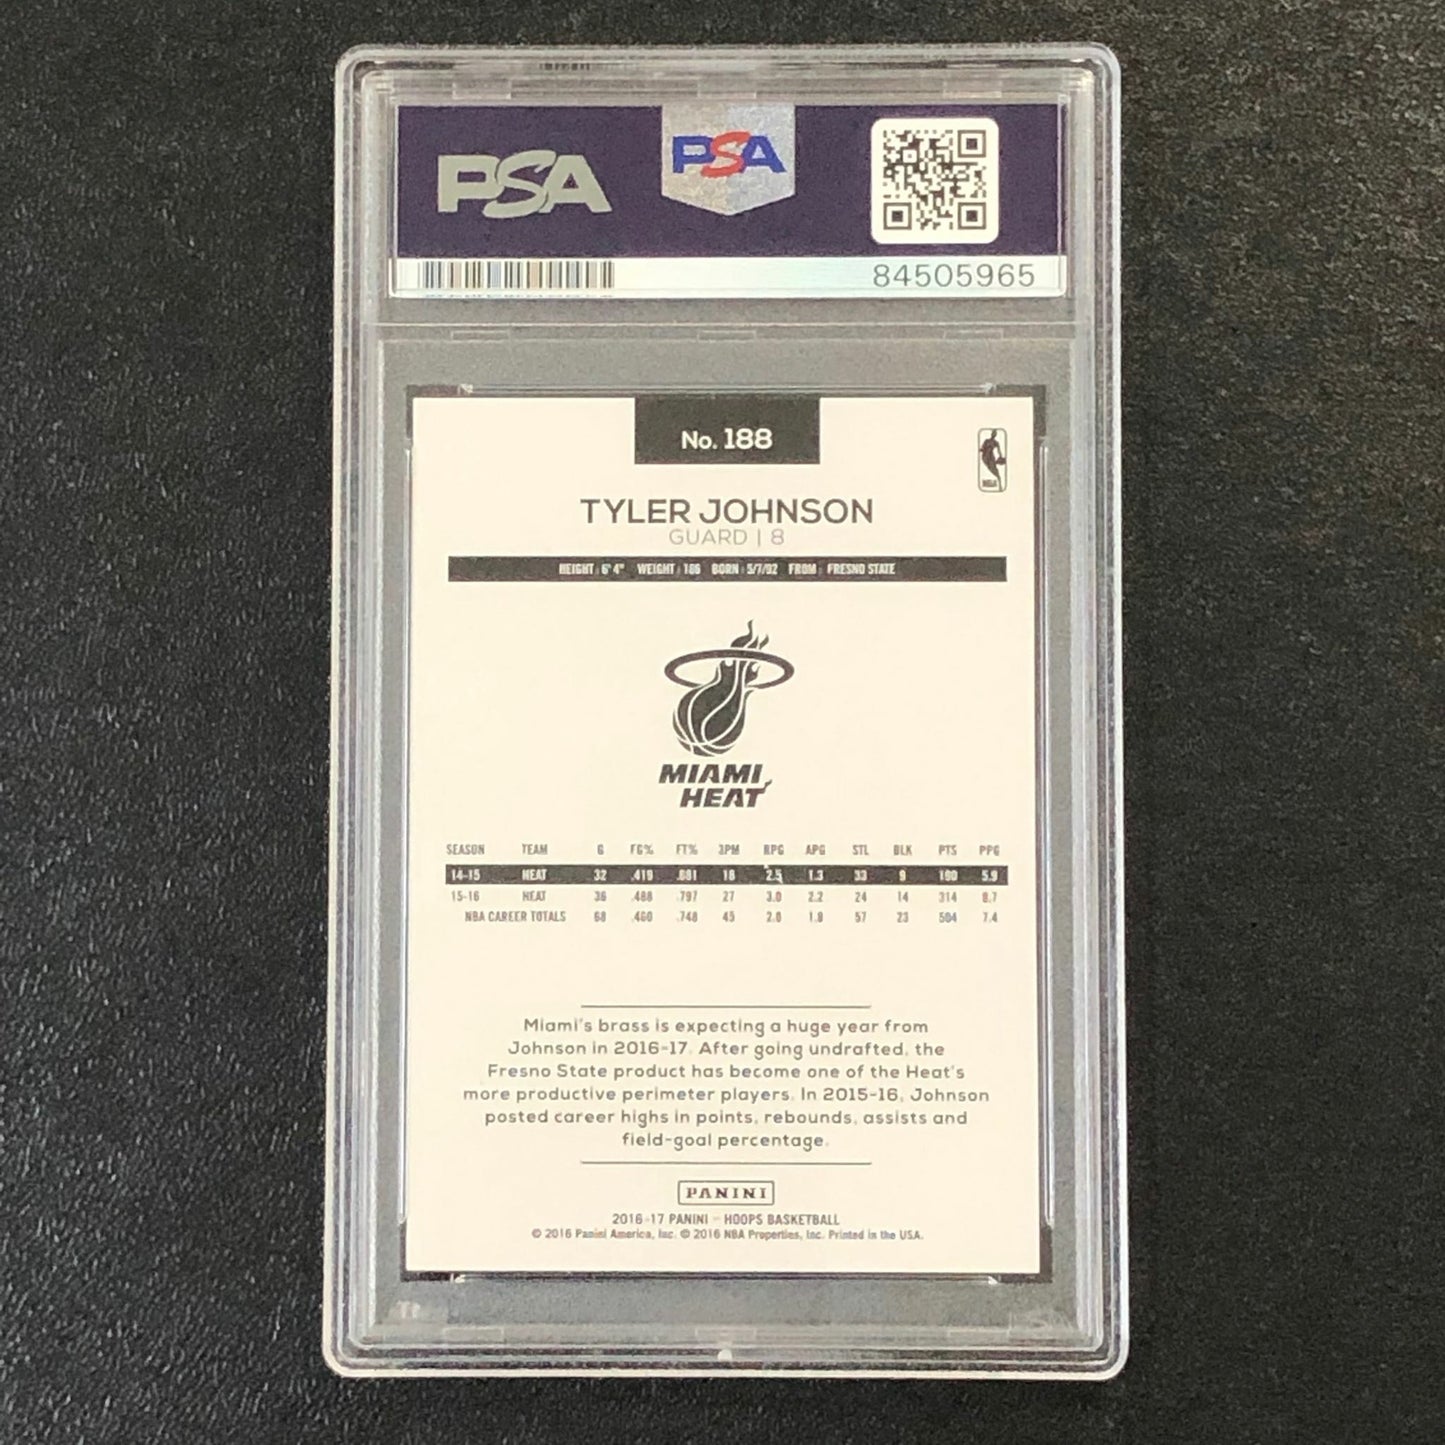 PSA PSA
84505965
No. 188
NBA
TYLER JOHNSON
GUARD | 8
HEIGHT: 6'4" WEIGHT: 186 BORN: 5/7/92 FROM: FRESNO STATE
MIAMI
HEAT
SEASON TEAM G FG% FT% 3PM RPG APG STL BLK PTS PPG
14-15 HEAT 32 .419 .681 18 2.5 1.3 33 9 190 5.9
15-16 HEAT 36 .488 .797 27 3.0 2.2 24 14 314 8.7
NBA CAREER TOTALS 68 .460 .748 45 2.8 1.8 57 23 504 7.4
Miami's brass is expecting a huge year from
Johnson in 2016-17. After going undrafted, the
Fresno State product has become one of the Heat's
more productive perimeter players. In 2015-16, Johnson
posted career highs in points, rebounds, assists and
field-goal percentage.
PANINI
2016-17 PANINI - HOOPS BASKETBALL
© 2016 Panini America, Inc. © 2016 NBA Properties, Inc. Printed in the USA.